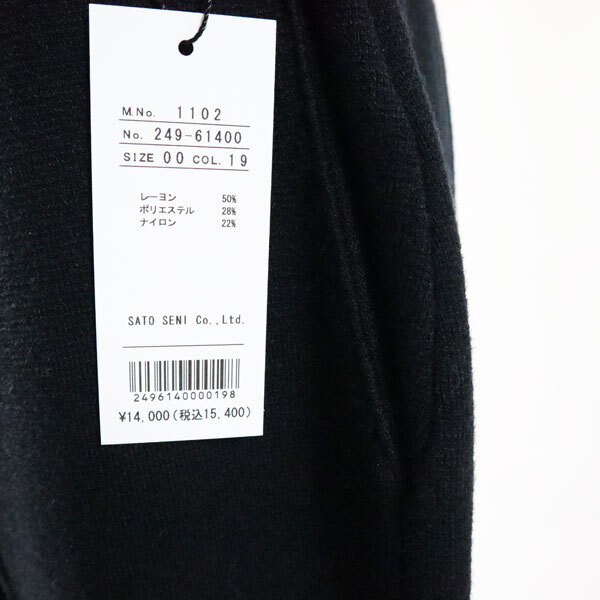 M.No. 1102
No. 249-61400
SIZE 00 COL. 19
レーヨン 50%
ポリエステル 28%
ナイロン 22%
SATO SENI Co.,Ltd.
2496140000198
¥14,000(税込15,400)